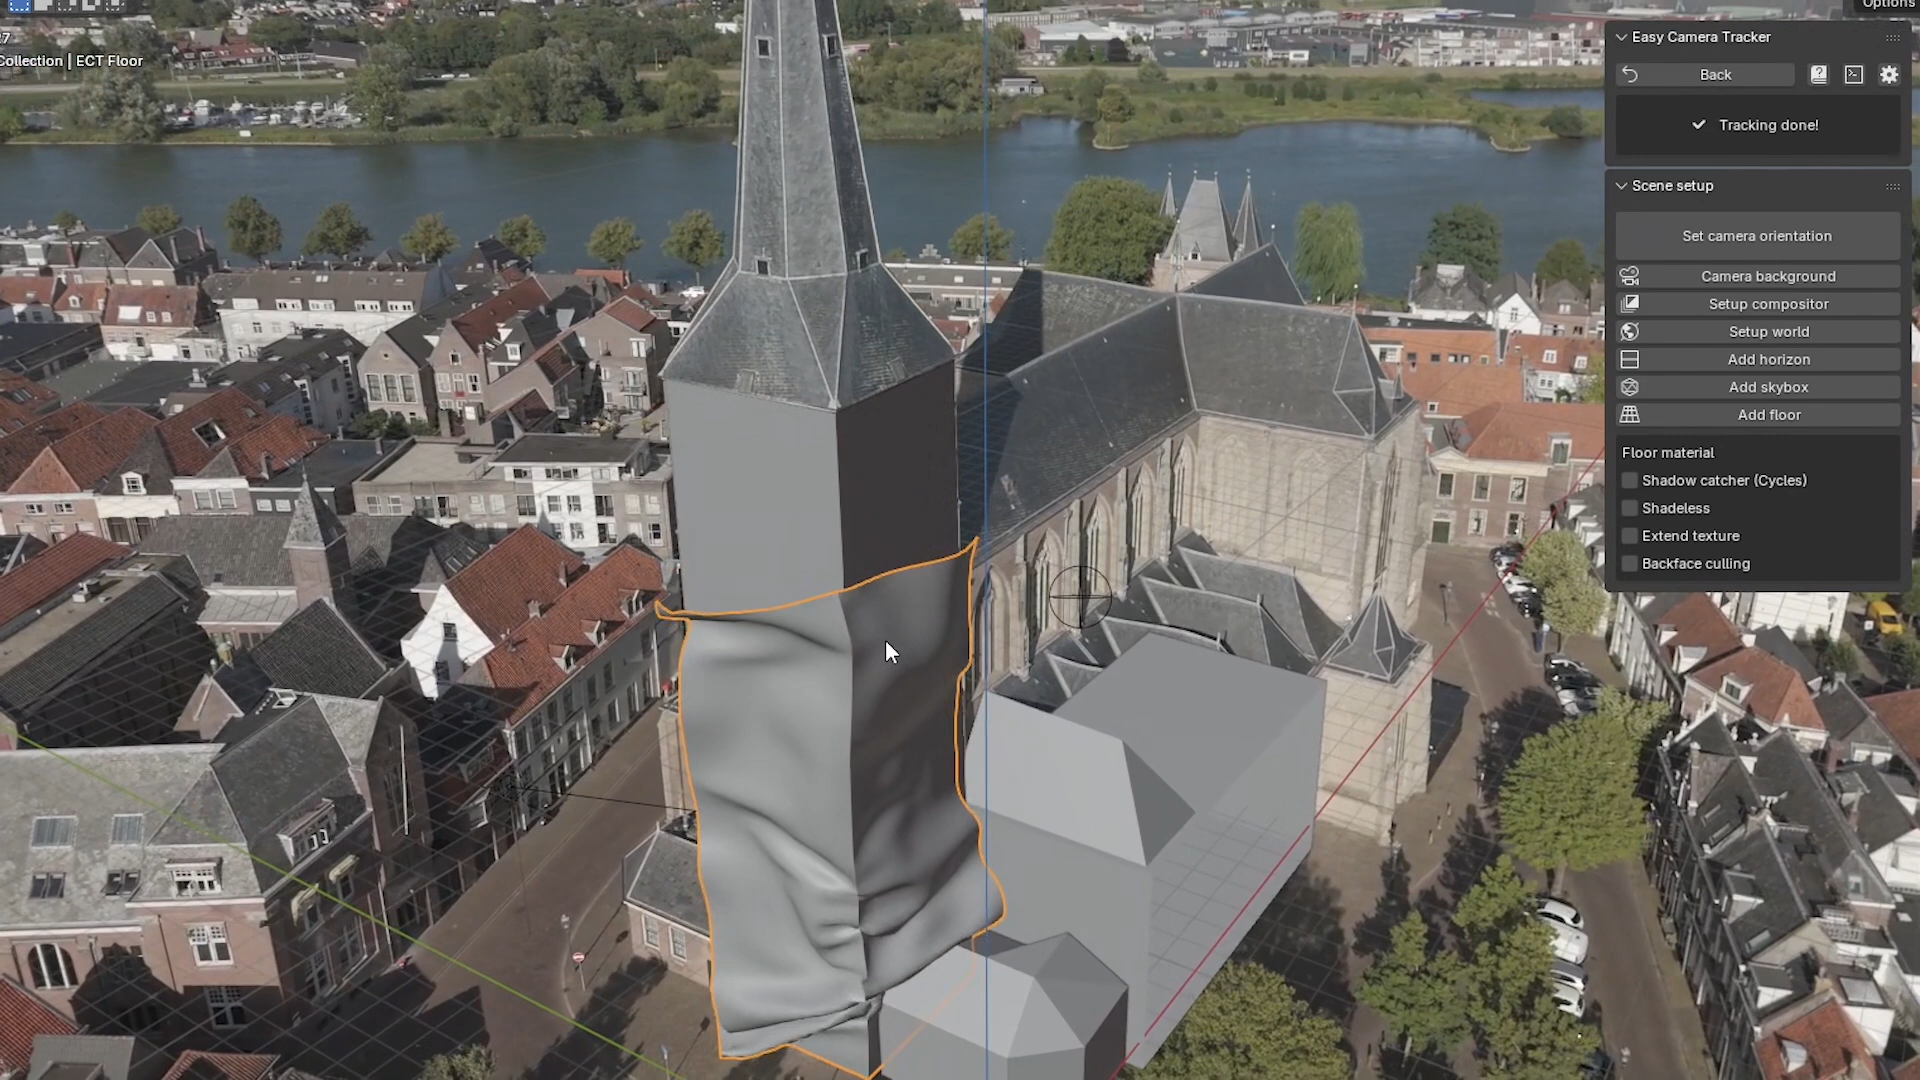 Options
7
Collection | ECT Floor
Easy Camera Tracker
Back
Tracking done!
Scene setup
Set camera orientation
Camera background
Setup compositor
Setup world
Add horizon
Add skybox
Add floor
Floor material
Shadow catcher (Cycles)
Shadeless
Extend texture
Backface culling